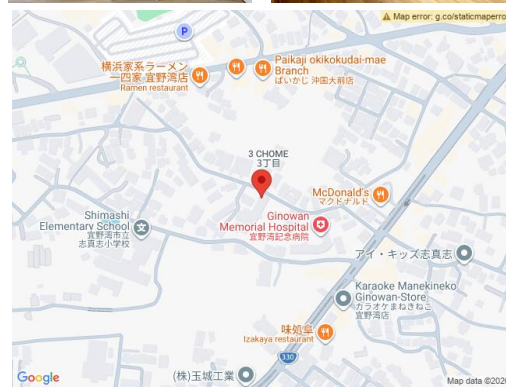 Map error: g.co/staticmaperro
P
横浜家系ラーメン
一四家 宜野湾店
Ramen restaurant
Paikaji okikokudai-mae
Branch
ぱいかじ 沖国大前店
3 CHOME
3丁目
McDonald's
マクドナルド
Shimashi
Elementary School
宜野湾市立
志真志小学校
Ginowan
Memorial Hospital
宜野湾記念病院
アイ・キッズ志真志
Karaoke Manekineko
Ginowan-Store
カラオケまねきねこ
宜野湾店
Izakaya restaurant
330
(株)玉城工業
Google
Map data ©2025